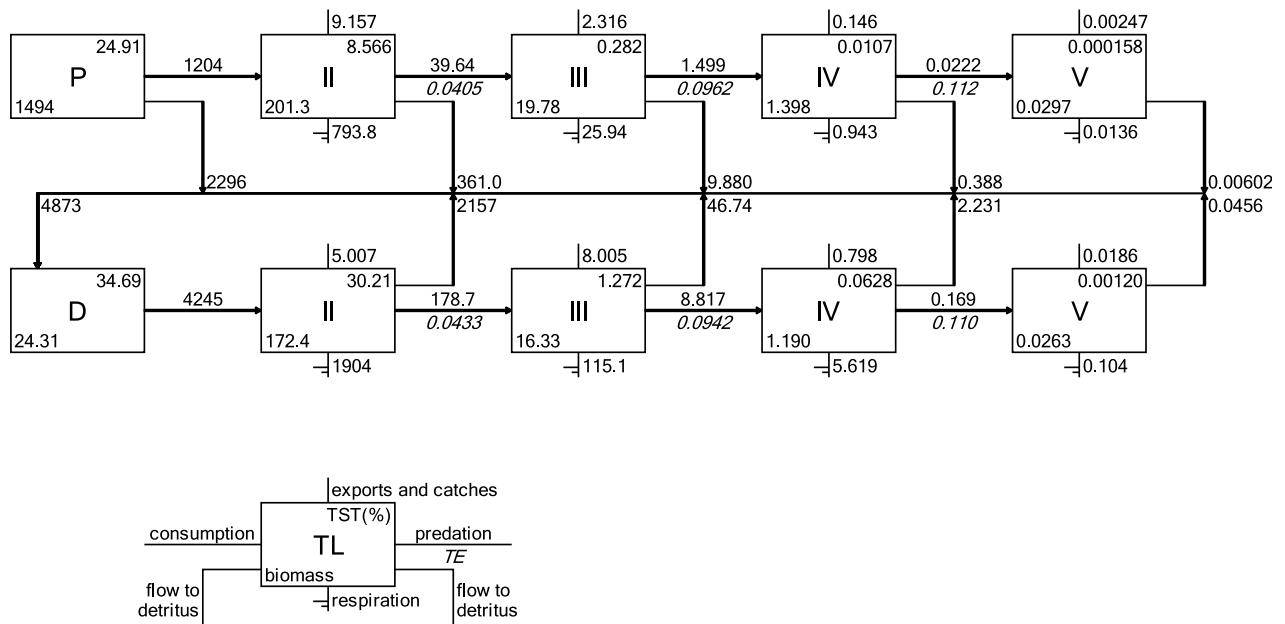 9.157 2.316 0.146 0.00247
24.91 8.566 0.282 0.0107 0.000158
P 1204 II 39.64 III 1.499 IV 0.0222 V
0.0405 0.0962 0.112
1494 201.3 19.78 1.398 0.0297
793.8 25.94 0.943 0.0136
2296 361.0 9.880 0.388 0.00602
4873 2157 46.74 2.231 0.0456
5.007 8.005 0.798 0.0186
34.69 30.21 1.272 0.0628 0.00120
D 4245 II 178.7 III 8.817 IV 0.169 V
0.0433 0.0942 0.110
24.31 172.4 16.33 1.190 0.0263
1904 115.1 5.619 0.104
exports and catches
TST(%)
consumption TL predation
TE
biomass
flow to detritus
respiration
flow to detritus